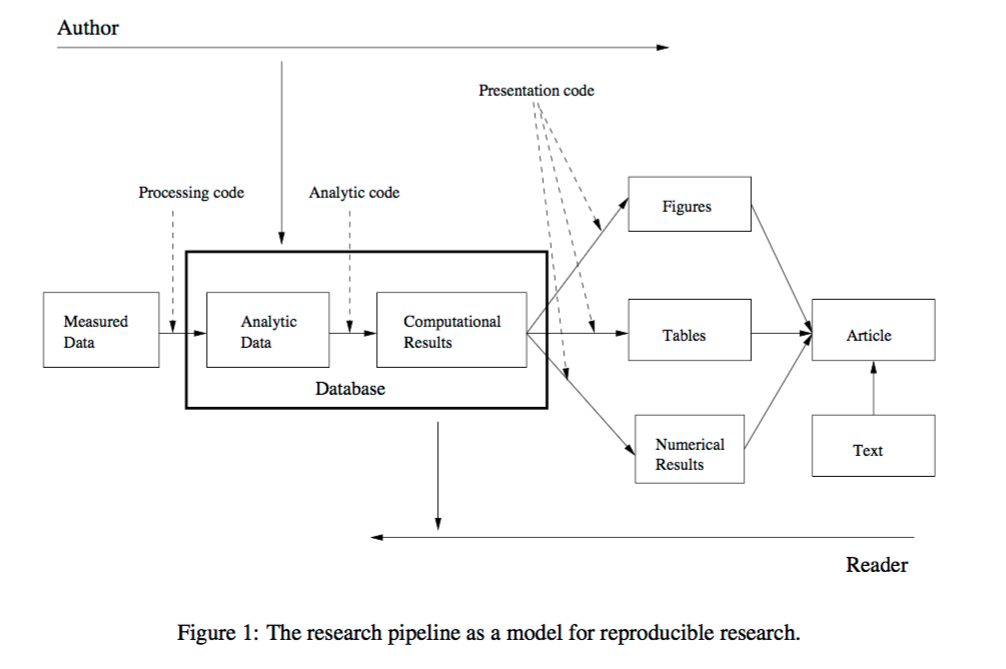 Author
Presentation code
Processing code
Analytic code
Figures
Measured
Data
Analytic
Data
Computational
Results
Tables
Article
Database
Numerical
Results
Text
Reader
Figure 1: The research pipeline as a model for reproducible research.